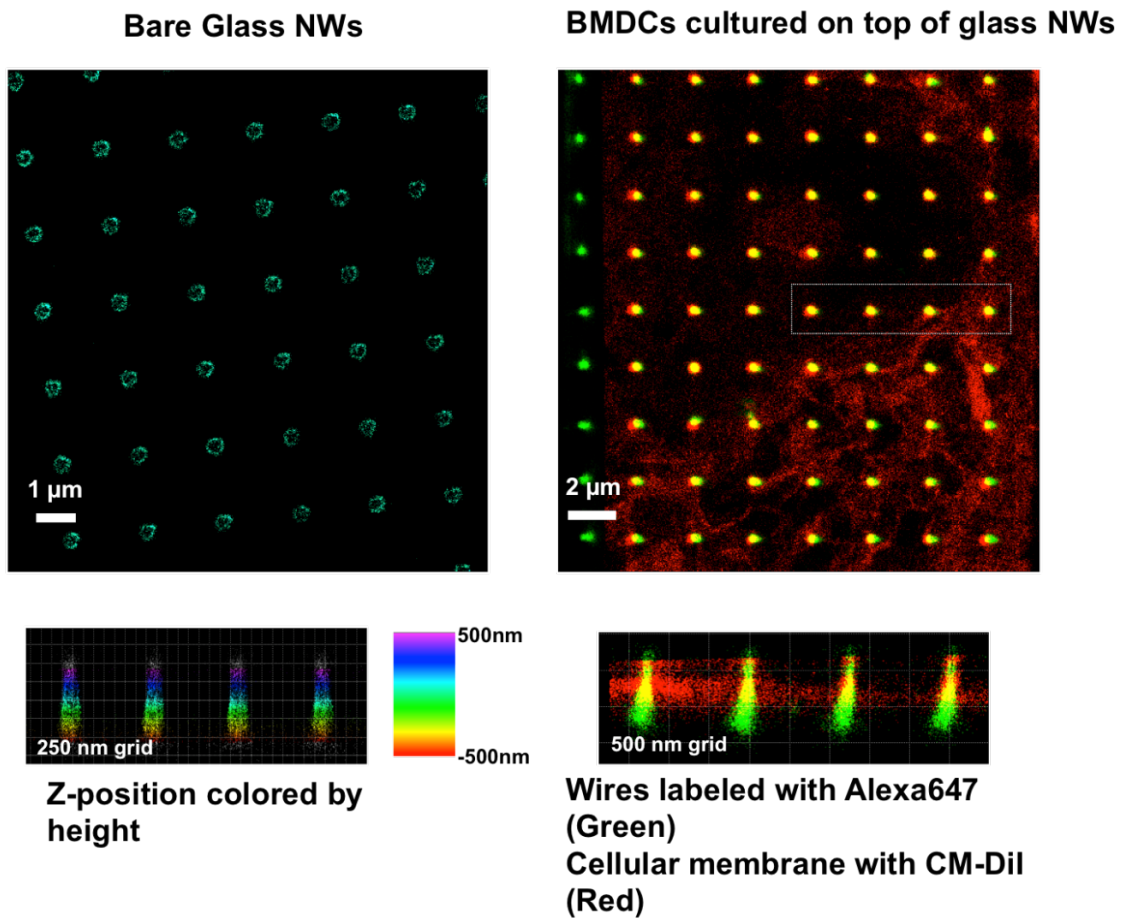 Bare Glass NWs
BMDCs cultured on top of glass NWs
1 µm
2 µm
250 nm grid
500nm
-500nm
500 nm grid
Z-position colored by
height
Wires labeled with Alexa647
(Green)
Cellular membrane with CM-DiI
(Red)